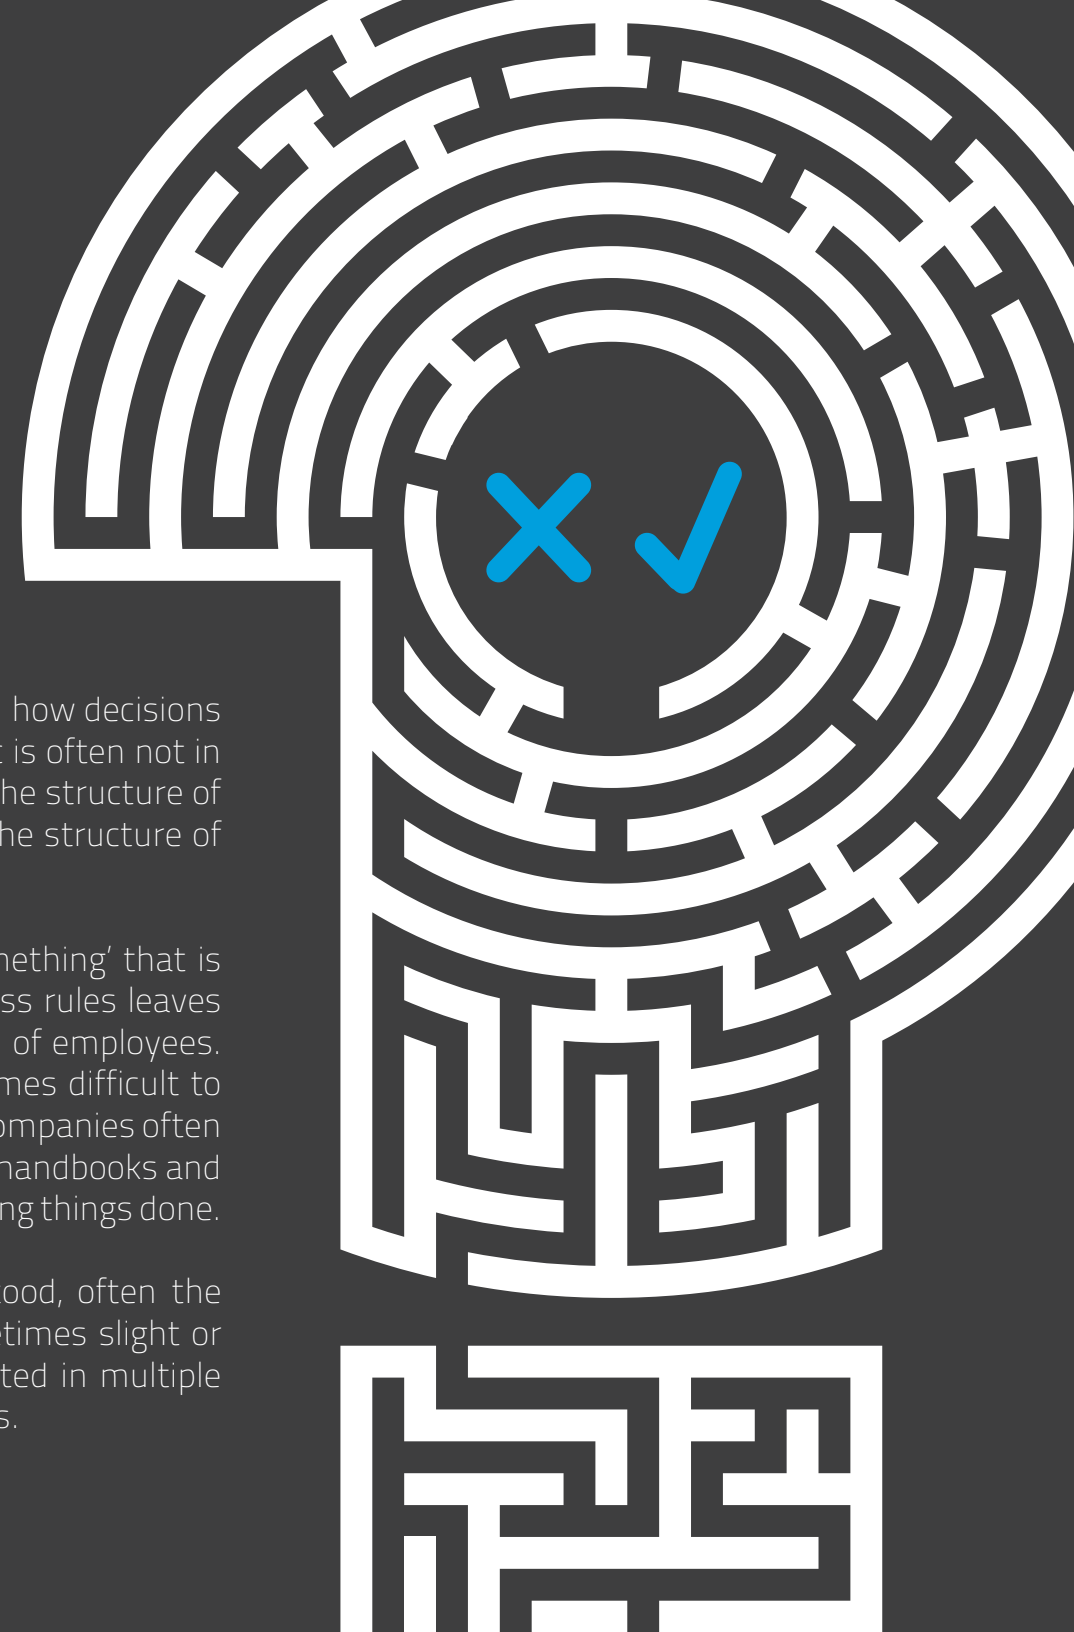 how decisions
is often not in
he structure of
he structure of
nething’ that is
ss rules leaves
of employees.
mes difficult to
ompanies often
handbooks and
ng things done.
ood, often the
etimes slight or
ted in multiple
s.